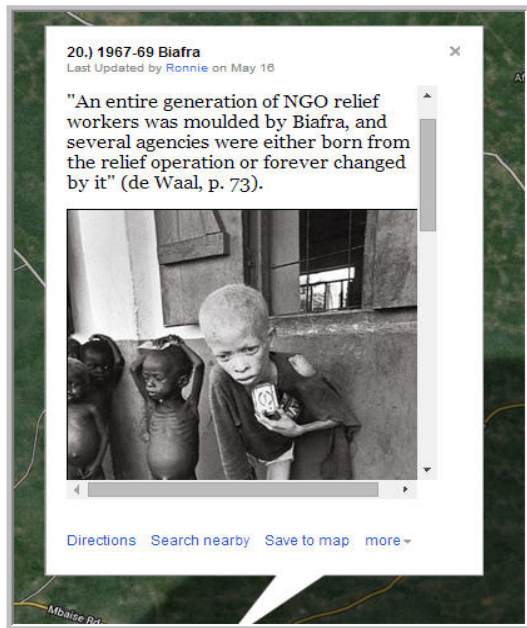 20.) 1967-69 Biafra
Last Updated by Ronnie on May 16
"An entire generation of NGO relief
workers was moulded by Biafra, and
several agencies were either born from
the relief operation or forever changed
by it" (de Waal, p. 73).
Directions Search nearby Save to map more
Af
Mbaise Rd